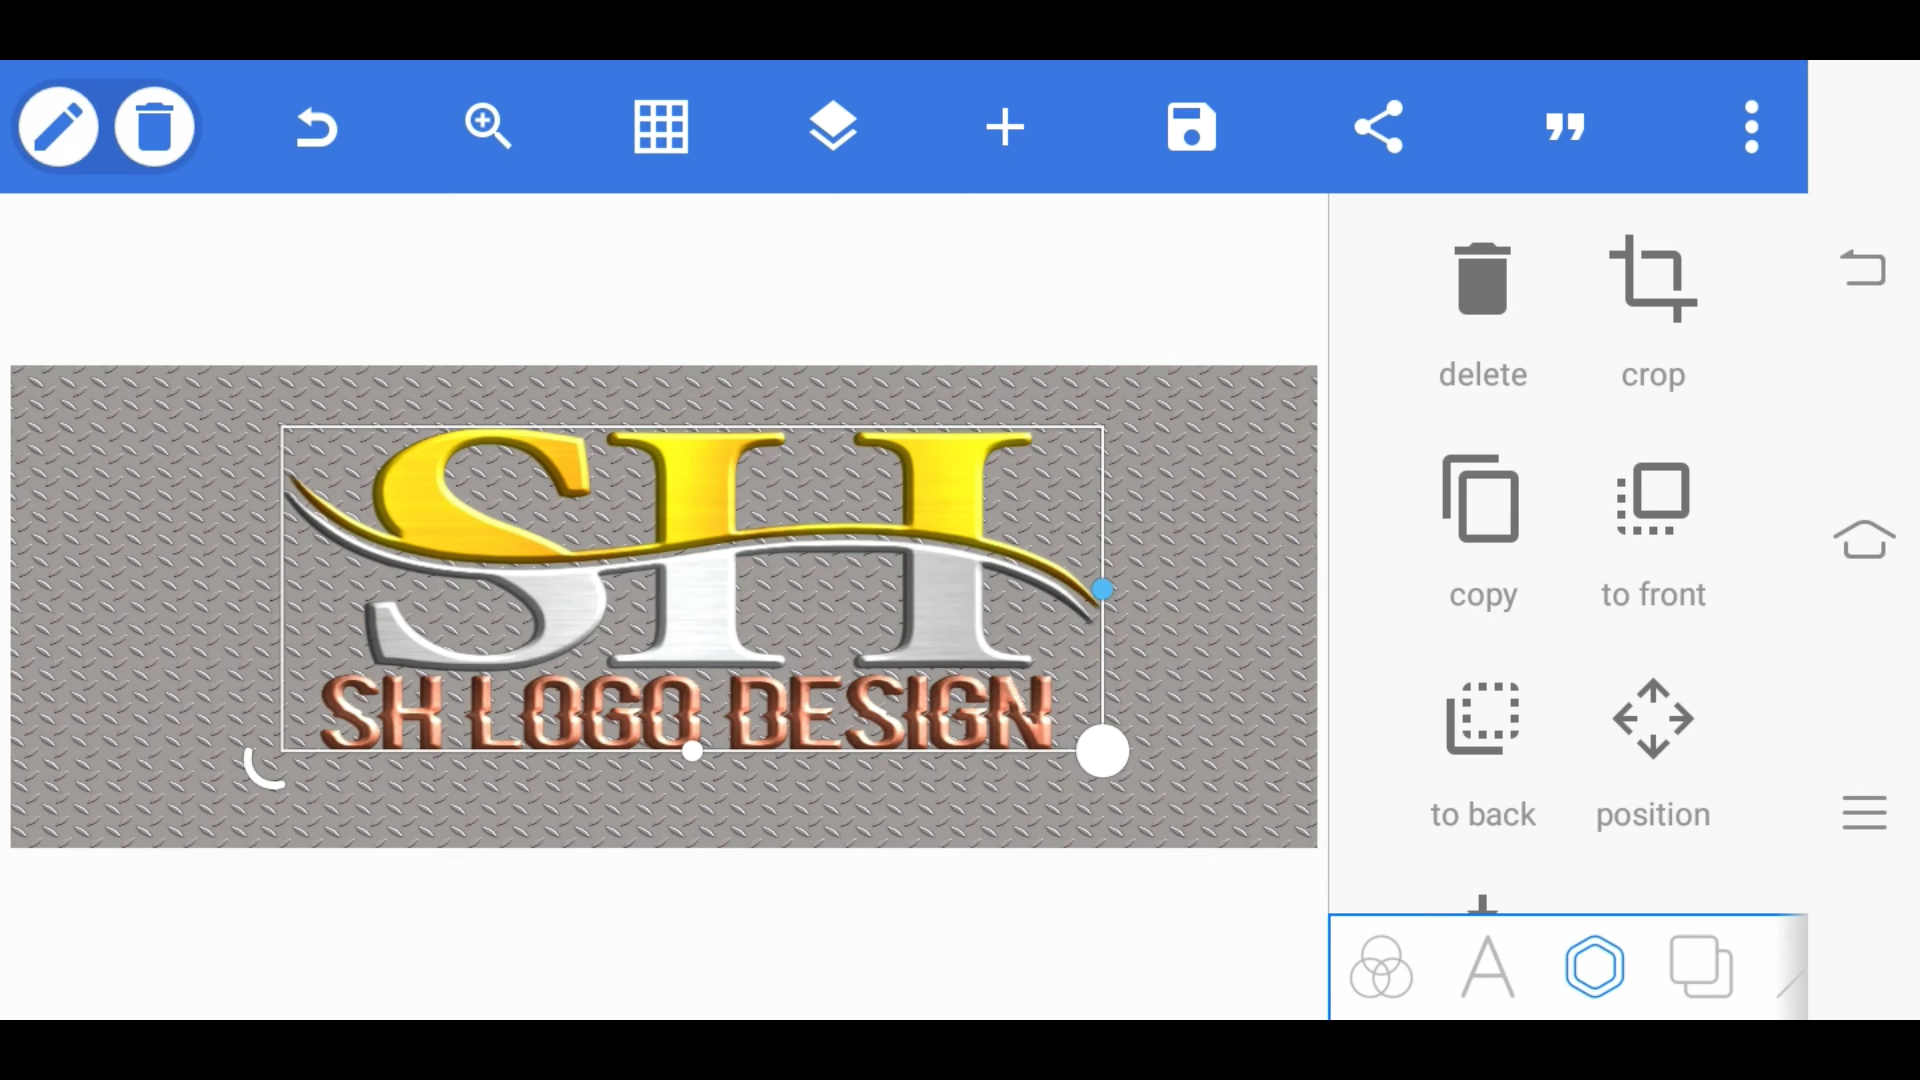 SH
SH LOGO DESIGN
delete
crop
copy
to front
to back
position